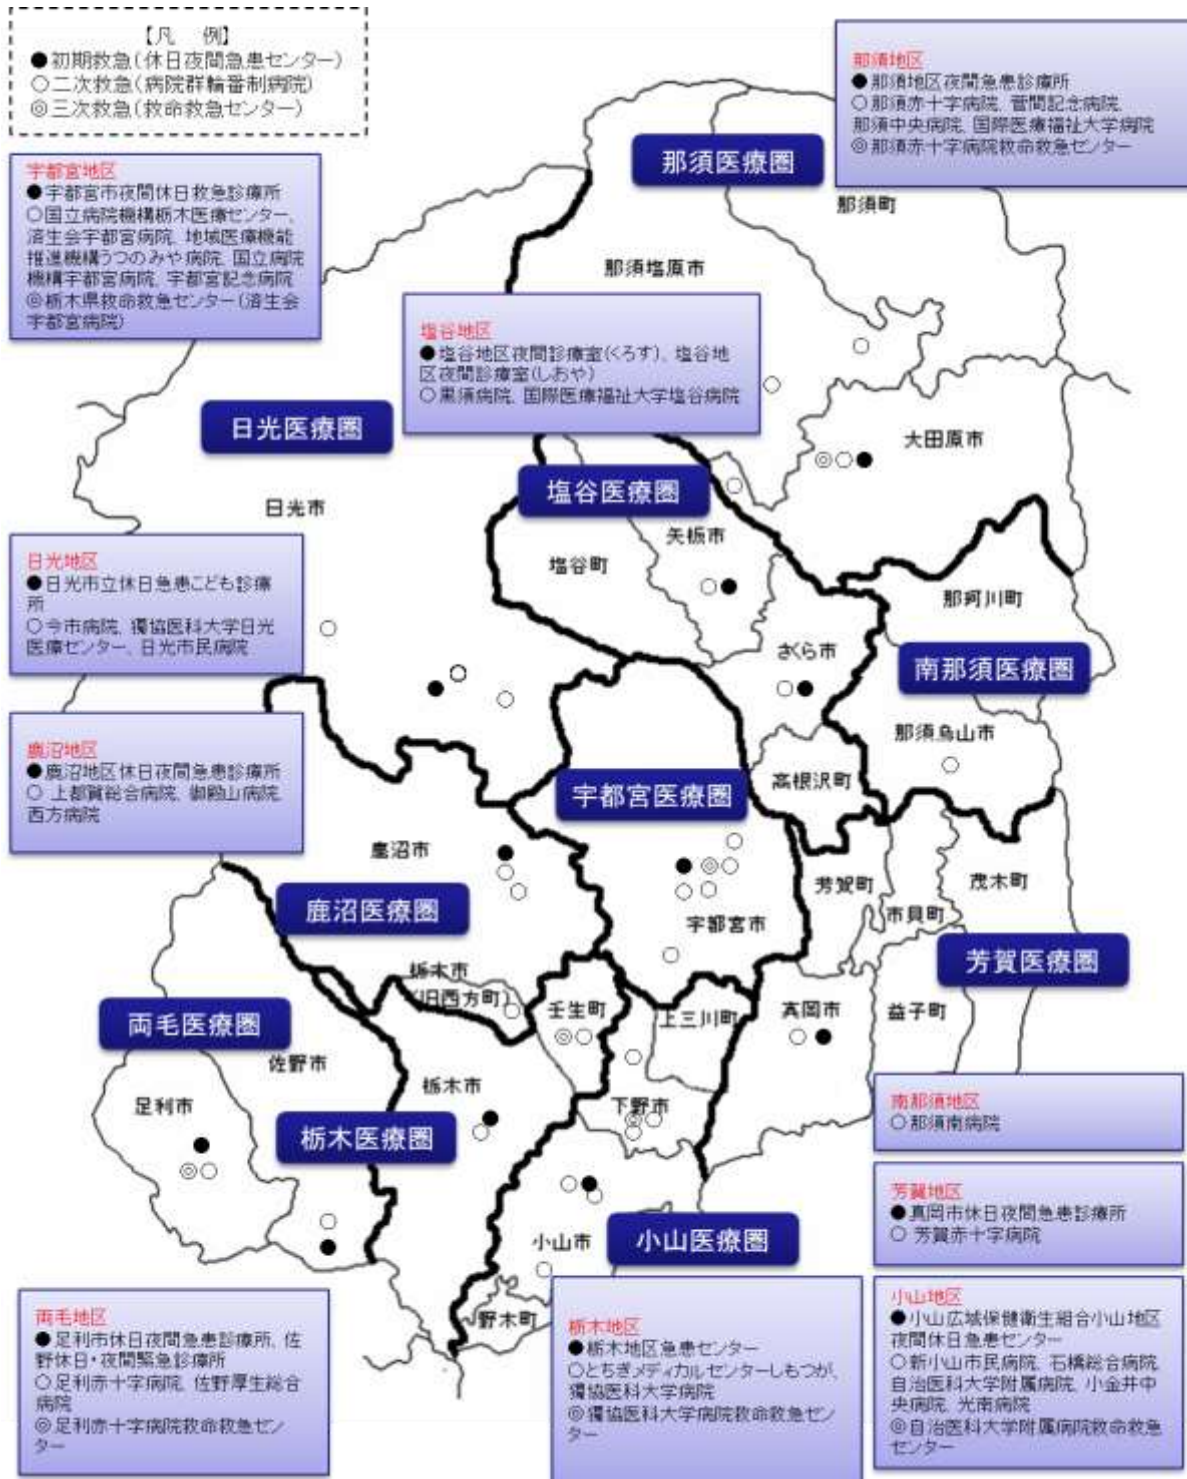 【凡 例】
●初期救急(休日夜間急患センター)
○二次救急(病院群輪番制病院)
◎三次救急(救命救急センター)
那須地区
●那須地区夜間急患診療所
○那須赤十字病院、菅間記念病院、
那須中央病院、国際医療福祉大学病院
◎那須赤十字病院救命救急センター
那須医療圏
那須町
那須塩原市
宇都宮地区
●宇都宮市夜間休日救急診療所
○国立病院機構栃木医療センター、
済生会宇都宮病院、地域医療機能
推進機構うつのみや病院、国立病院
機構宇都宮病院、宇都宮記念病院
◎栃木県救命救急センター(済生会
宇都宮病院)
塩谷地区
●塩谷地区夜間診療室(くろす)、塩谷地
区夜間診療室(しおや)
○黒須病院、国際医療福祉大学塩谷病院
日光医療圏
大田原市
塩谷医療圏
日光市
矢板市
塩谷町
日光地区
●日光市立休日急患こども診療
所
○今市病院、獨協医科大学日光
医療センター、日光市民病院
那珂川町
さくら市
南那須医療圏
那須烏山市
鹿沼地区
●鹿沼地区休日夜間急患診療所
○ 上都賀総合病院、御殿山病院、
西方病院
宇都宮医療圏
高根沢町
鹿沼市
芳賀町
茂木町
市貝町
鹿沼医療圏
宇都宮市
芳賀医療圏
栃木市
(旧西方町)
壬生町
上三川町
真岡市
益子町
両毛医療圏
佐野市
栃木市
足利市
下野市
栃木医療圏
南那須地区
○那須南病院
芳賀地区
●真岡市休日夜間急患診療所
○ 芳賀赤十字病院
小山市
小山医療圏
野木町
両毛地区
●足利市休日夜間急患診療所、佐
野休日・夜間緊急診療所
○足利赤十字病院、佐野厚生総合
病院
◎足利赤十字病院救命救急セン
ター
栃木地区
●栃木地区急患センター
○とちぎメディカルセンターしもつが、
獨協医科大学病院
◎獨協医科大学病院救命救急セン
ター
小山地区
●小山広域保健衛生組合小山地区
夜間休日急患センター
○新小山市民病院、石橋総合病院、
自治医科大学附属病院、小金井中
央病院、光南病院
◎自治医科大学附属病院救命救急
センター